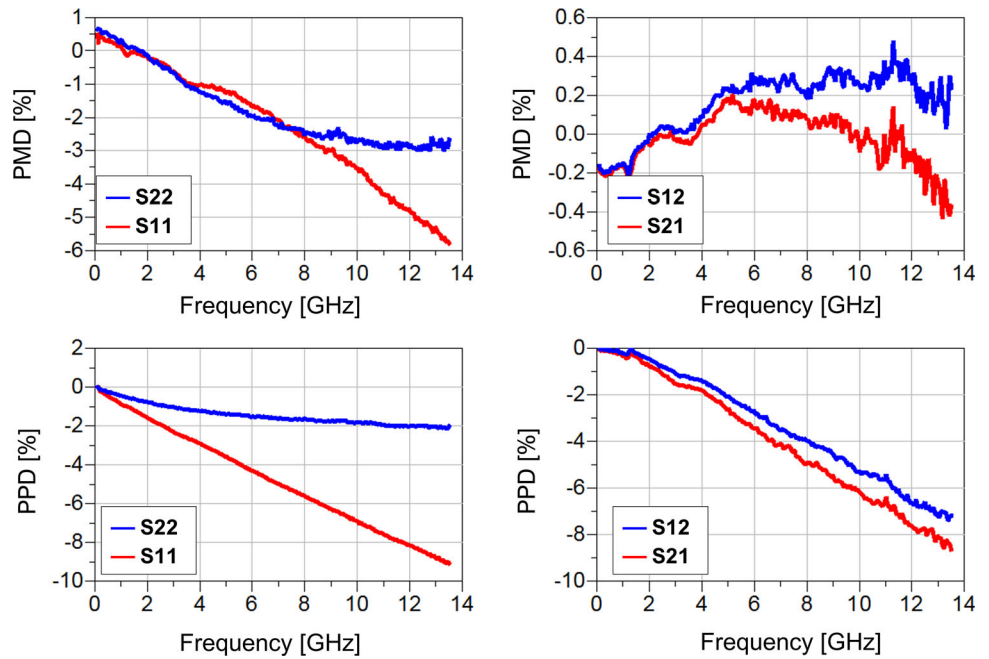 PMD [%]
1
0
-1
-2
-3
-4
-5
-6
S22
S11
0 2 4 6 8 10 12 14
Frequency [GHz]
PMD [%]
0.6
0.4
0.2
0.0
-0.2
-0.4
-0.6
S12
S21
0 2 4 6 8 10 12 14
Frequency [GHz]
PPD [%]
2
0
-2
-4
-6
-8
-10
S22
S11
0 2 4 6 8 10 12 14
Frequency [GHz]
PPD [%]
0
-2
-4
-6
-8
-10
S12
S21
0 2 4 6 8 10 12 14
Frequency [GHz]